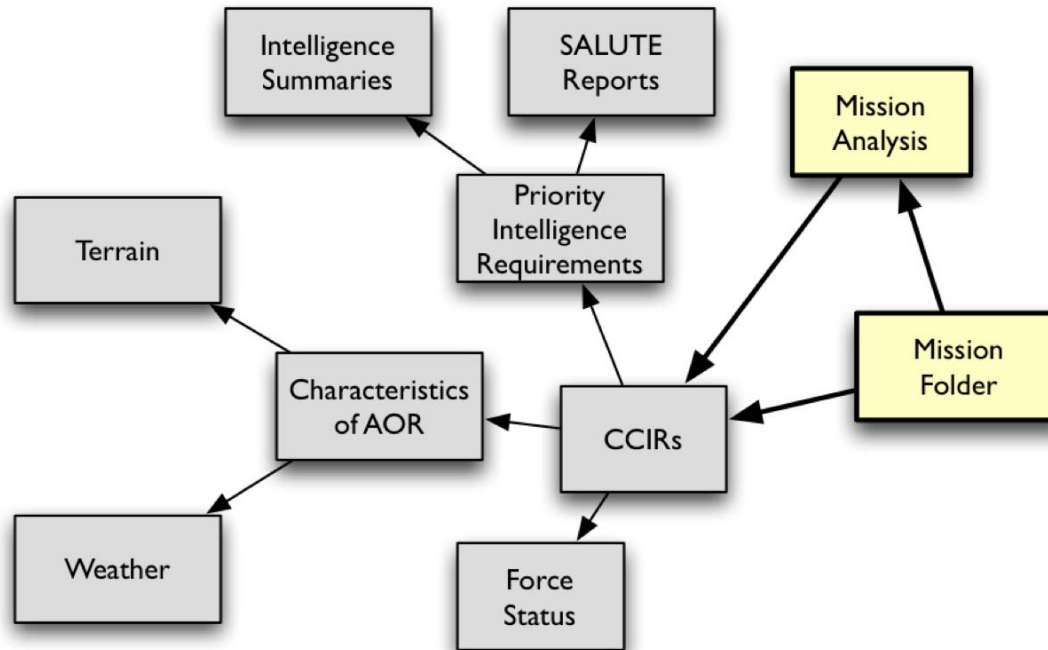 Intelligence
Summaries
SALUTE
Reports
Mission
Analysis
Priority
Intelligence
Requirements
Terrain
Mission
Folder
Characteristics
of AOR
CCIRs
Weather
Force
Status